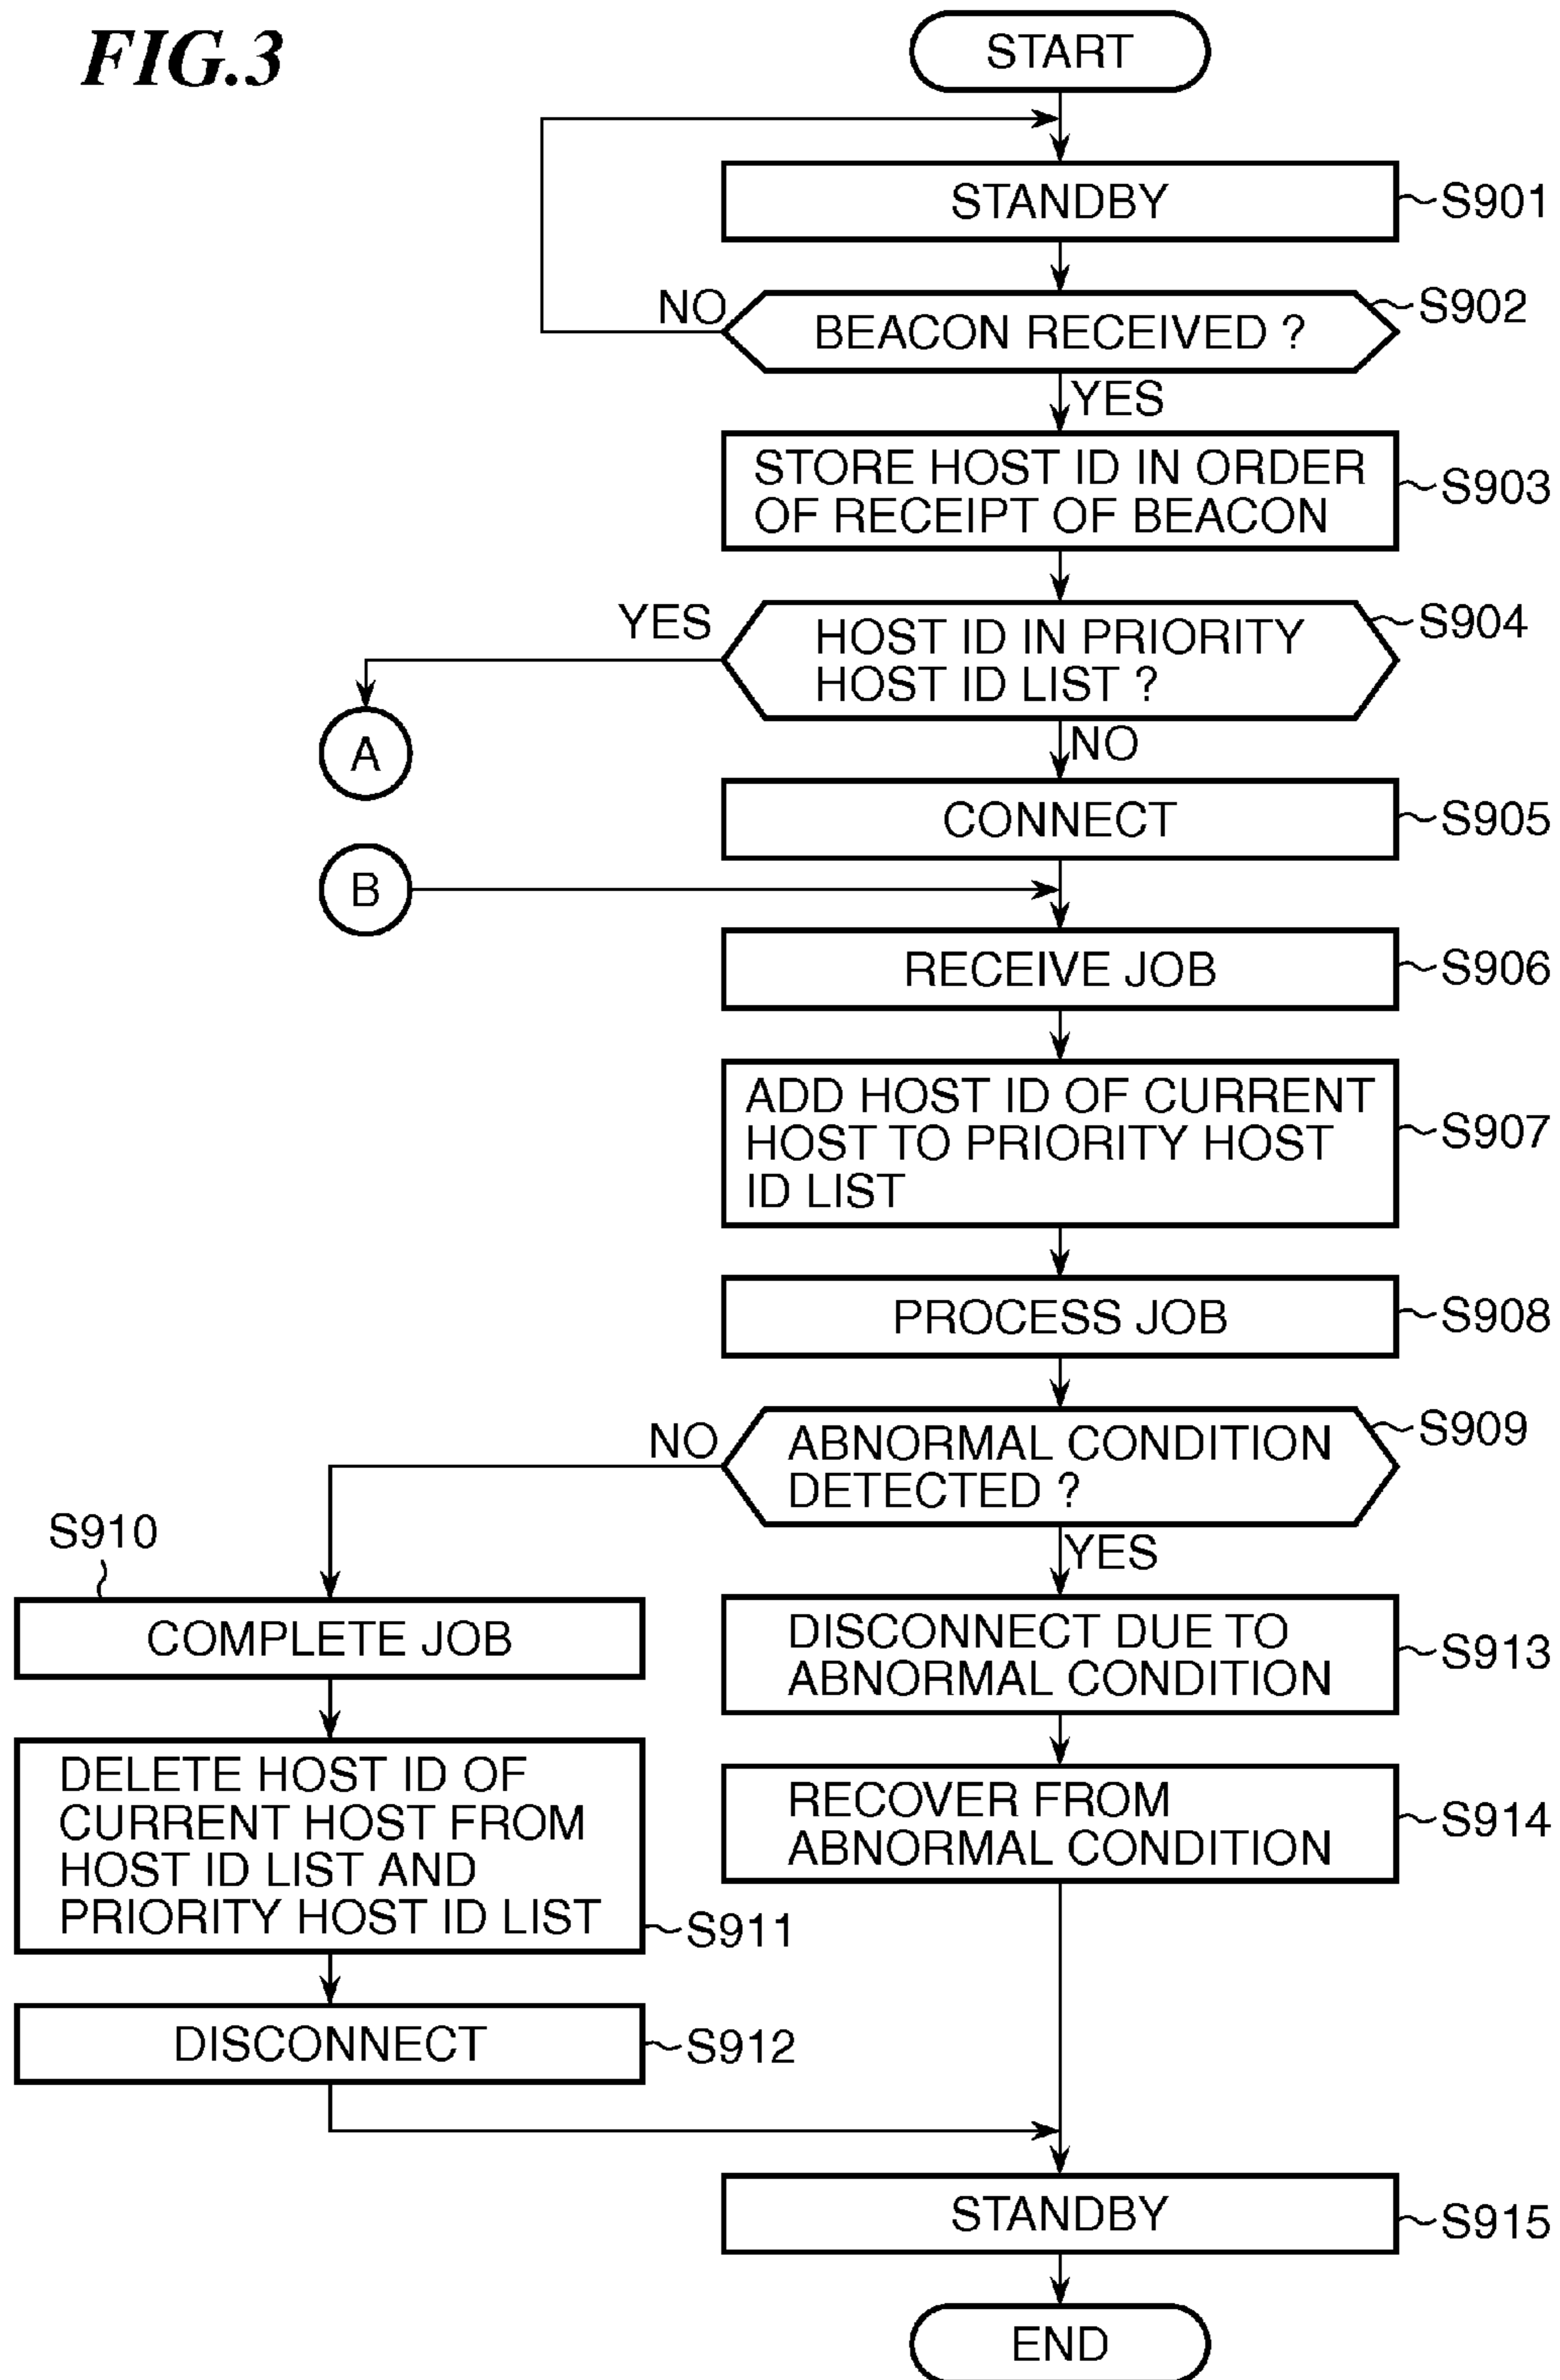 FIG.3
START
STANDBY
S901
NO
BEACON RECEIVED ?
S902
YES
STORE HOST ID IN ORDER
OF RECEIPT OF BEACON
S903
YES
HOST ID IN PRIORITY
HOST ID LIST ?
S904
A
NO
CONNECT
S905
B
RECEIVE JOB
S906
ADD HOST ID OF CURRENT
HOST TO PRIORITY HOST
ID LIST
S907
PROCESS JOB
S908
NO
ABNORMAL CONDITION
DETECTED ?
S909
S910
YES
COMPLETE JOB
DISCONNECT DUE TO
ABNORMAL CONDITION
S913
DELETE HOST ID OF
CURRENT HOST FROM
HOST ID LIST AND
PRIORITY HOST ID LIST
S911
RECOVER FROM
ABNORMAL CONDITION
S914
DISCONNECT
S912
STANDBY
S915
END